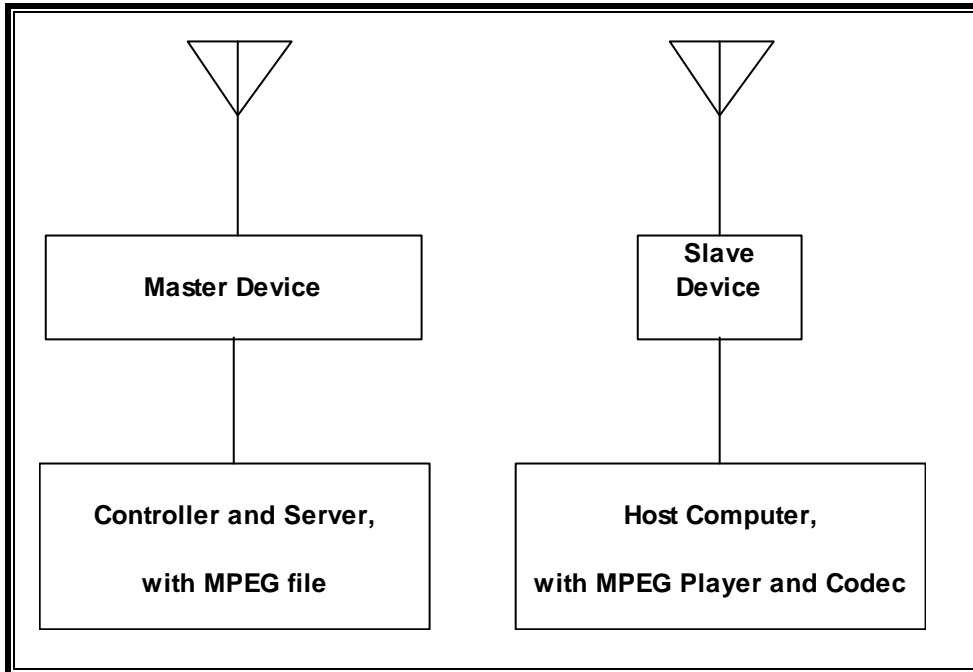 Master Device
Slave
Device
Controller and Server,
with MPEG file
Host Computer,
with MPEG Player and Codec